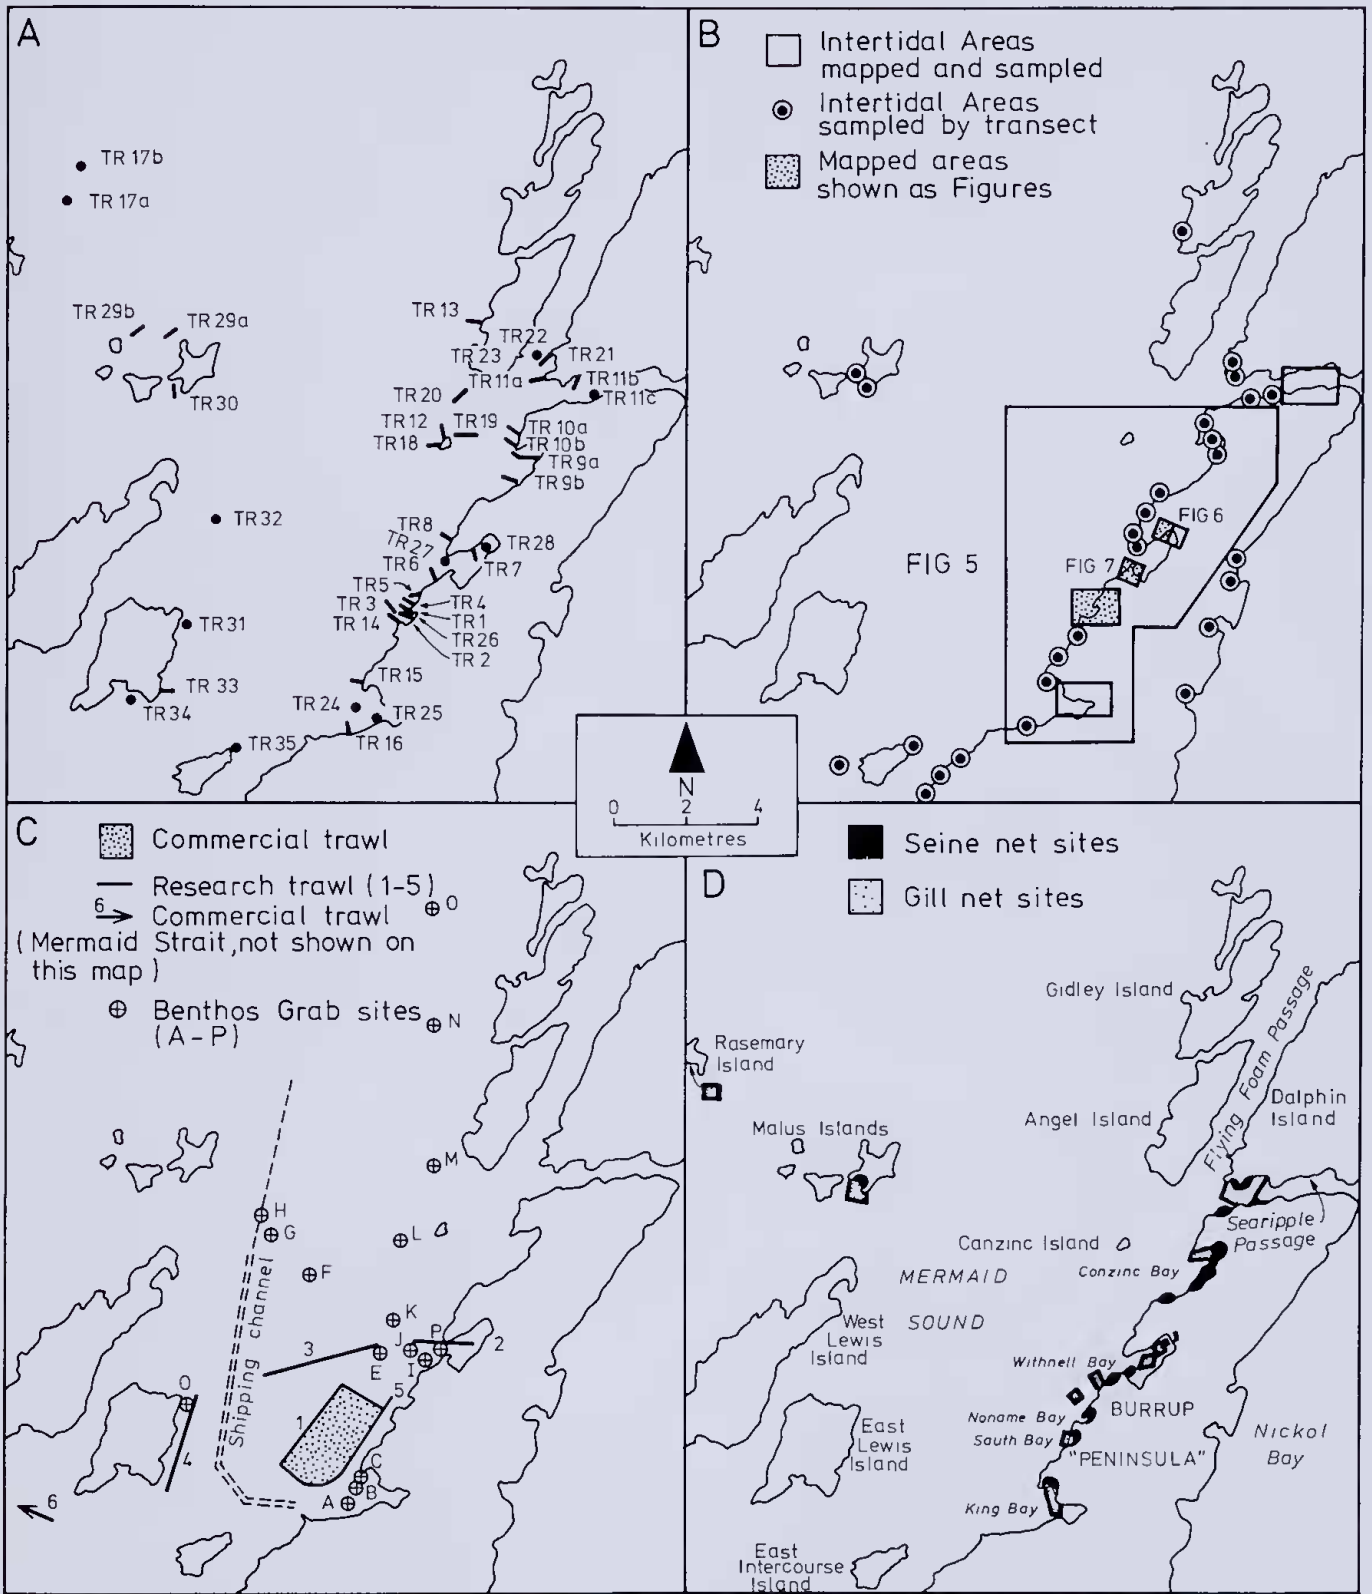 A
TR 17b
TR 17a
TR 29b
TR 29a
TR 30
TR 13
TR 22
TR 23
TR 21
TR 11a
TR 11b
TR 11c
TR 20
TR 12
TR 19
TR 18
TR 10a
TR 10b
TR 9a
TR 9b
TR 32
TR 8
TR 27
TR 28
TR 6
TR 7
TR 5
TR 3
TR 4
TR 14
TR 1
TR 26
TR 2
TR 31
TR 15
TR 33
TR 34
TR 24
TR 25
TR 16
TR 35
B
Intertidal Areas
mapped and sampled
Intertidal Areas
sampled by transect
Mapped areas
shown as Figures
FIG 6
FIG 5
FIG 7
N
0 2 4
Kilometres
C
Commercial trawl
Research trawl (1-5)
6
Commercial trawl
(Mermaid Strait, not shown on
this map)
Benthos Grab sites
(A-P)
O
N
M
H
G
L
F
K
J
P
2
3
E
I
5
1
O
4
C
B
A
6
Shipping channel
D
Seine net sites
Gill net sites
Gidley Island
Flying Foam Passage
Rasemary
Island
Dalphin
Island
Angel Island
Malus Islands
Searipple
Passage
Canzinc Island
MERMAID
SOUND
Conzinc Bay
West
Lewis
Island
Withnell Bay
BURRUP
Noname Bay
Sauth Bay
"PENINSULA"
Nickol
Bay
East
Lewis
Island
King Bay
East
Intercourse
Island